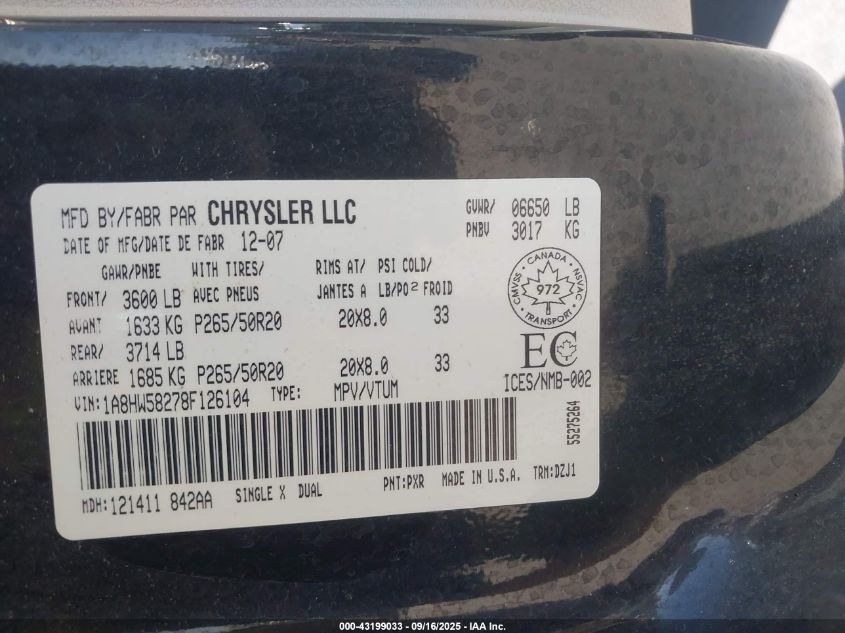 MFD BY/FABR PAR CHRYSLER LLC GVWR/ 06650 LB
DATE OF MFG/DATE DE FABR 12-07 PNBV 3017 KG
GAWR/PNBE WITH TIRES/ RIMS AT/ PSI COLD/
FRONT/ 3600 LB AVEC PNEUS JANTES A LB/PO2 FROID
AVANT 1633 KG P265/50R20 20X8.0 33
REAR/ 3714 LB
ARRIERE 1685 KG P265/50R20 20X8.0 33
VIN: 1A8HW58278F126104 TYPE: MPV/VTUM
CANADA
CMVSS 972 NSVAC
TRANSPORT
EC
ICES/NMB-002
55275264
MDH: 121411 842AA SINGLE X DUAL PNT: PXR MADE IN U.S.A. TRM: DZJ1
000-43199033 - 09/16/2025 - IAA Inc.